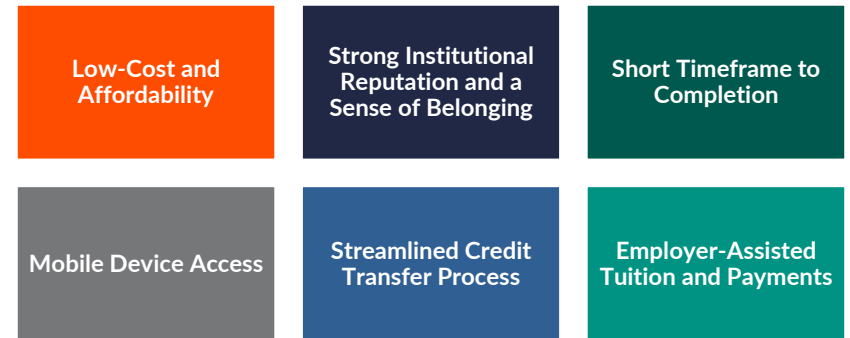 Low-Cost and
Affordability
Strong Institutional
Reputation and a
Sense of Belonging
Short Timeframe to
Completion
Mobile Device Access
Streamlined Credit
Transfer Process
Employer-Assisted
Tuition and Payments